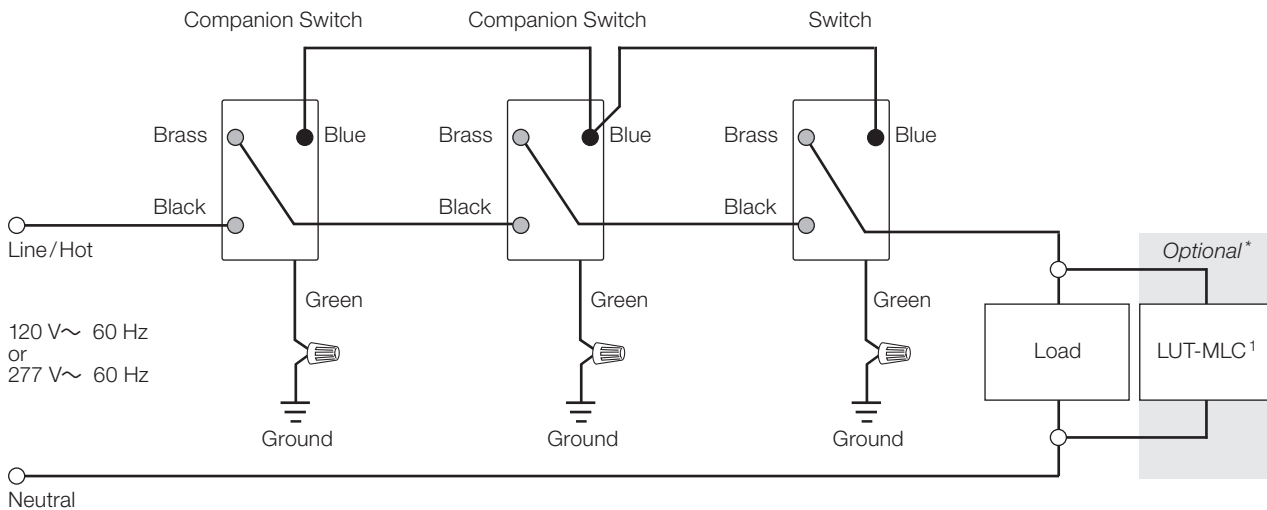 Companion Switch
Companion Switch
Switch
Brass
Blue
Brass
Blue
Brass
Blue
Black
Black
Black
Line/Hot
Optional*
Green
Green
Green
120 V~ 60 Hz
or
277 V~ 60 Hz
Load
LUT-MLC¹
Ground
Ground
Ground
Neutral